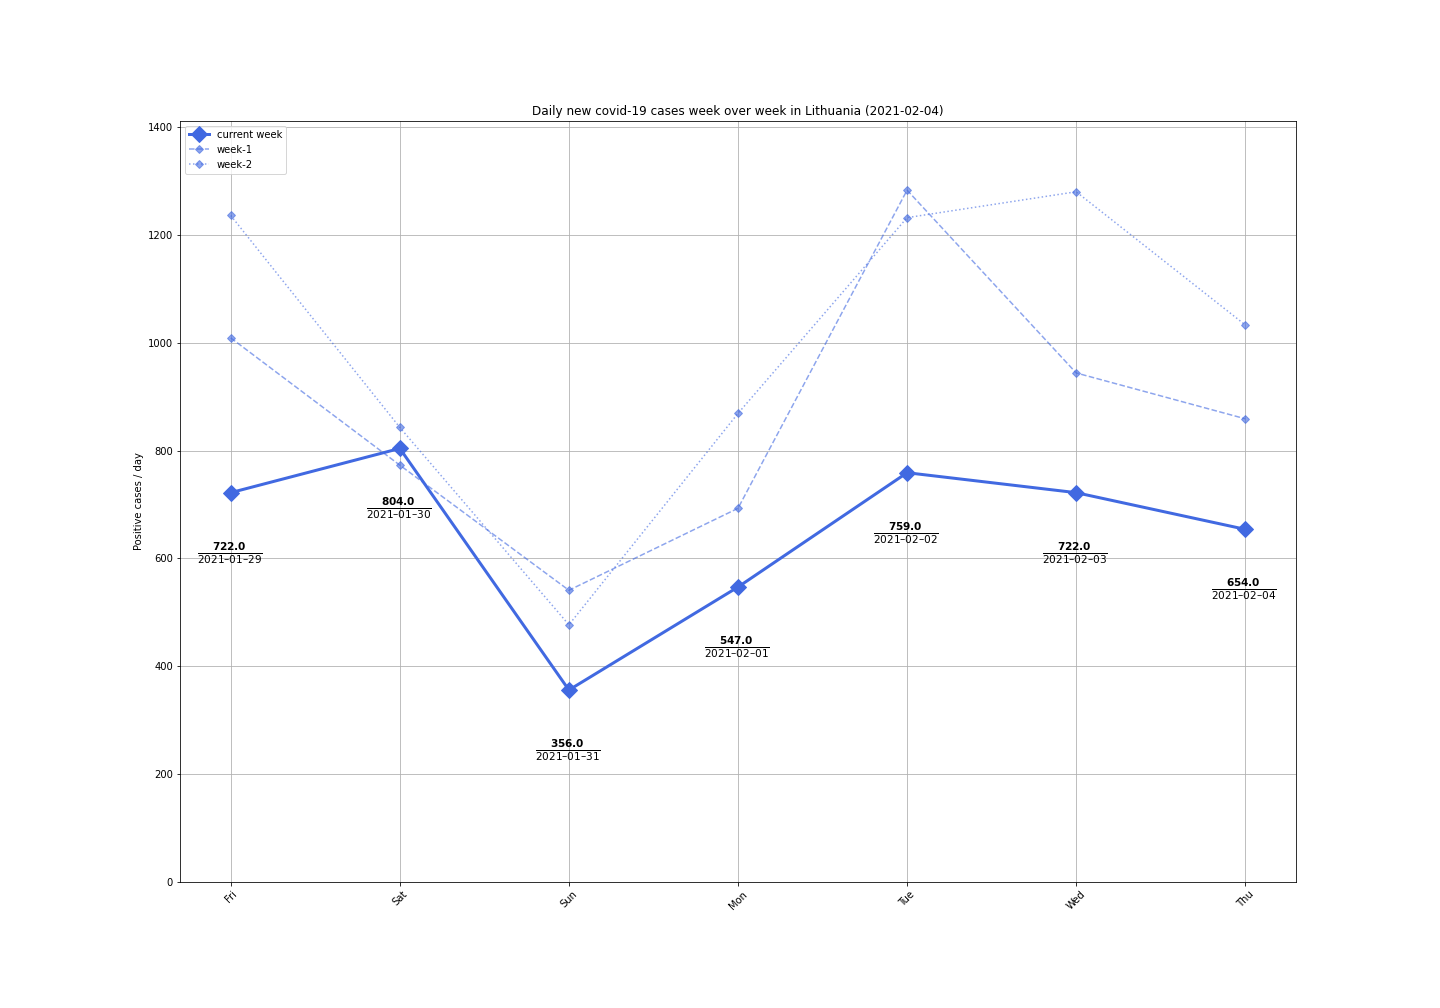 Daily new covid-19 cases week over week in Lithuania (2021-02-04)
current week
week-1
week-2
Positive cases / day
1400
1200
1000
800
600
400
200
0
722.0
2021–01–29
804.0
2021–01–30
356.0
2021–01–31
547.0
2021–02–01
759.0
2021–02–02
722.0
2021–02–03
654.0
2021–02–04
Fri
Sat
Sun
Mon
Tue
Wed
Thu